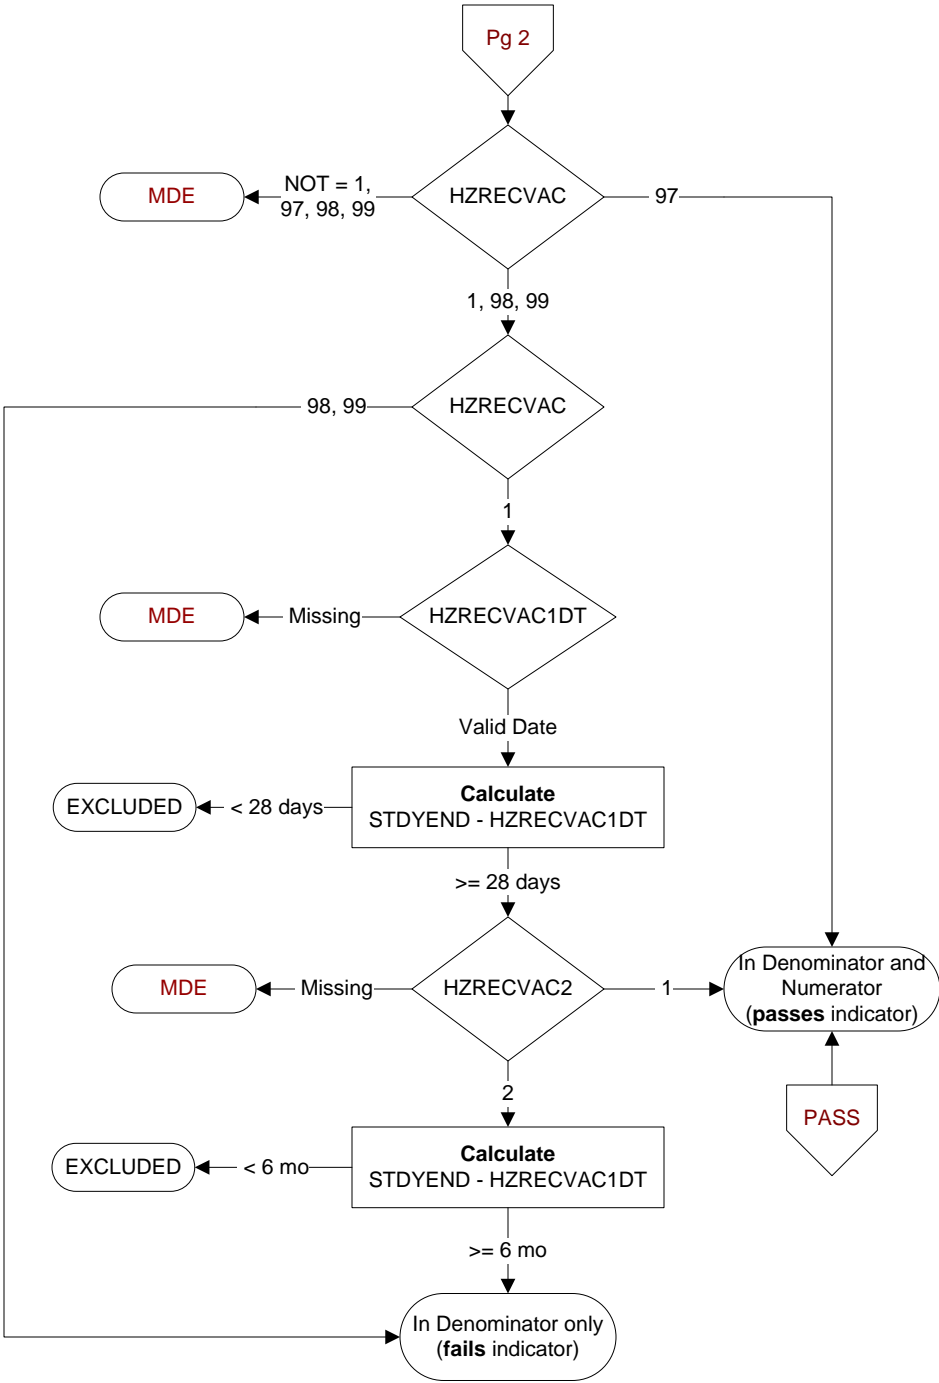 Pg 2
HZRECVAC
MDE
NOT = 1,
97, 98, 99
97
1, 98, 99
HZRECVAC
98, 99
1
HZRECVAC1DT
MDE
Missing
Valid Date
Calculate
STDYEND - HZRECVAC1DT
EXCLUDED
< 28 days
>= 28 days
HZRECVAC2
MDE
Missing
1
In Denominator and
Numerator
(passes indicator)
PASS
2
Calculate
STDYEND - HZRECVAC1DT
EXCLUDED
< 6 mo
>= 6 mo
In Denominator only
(fails indicator)